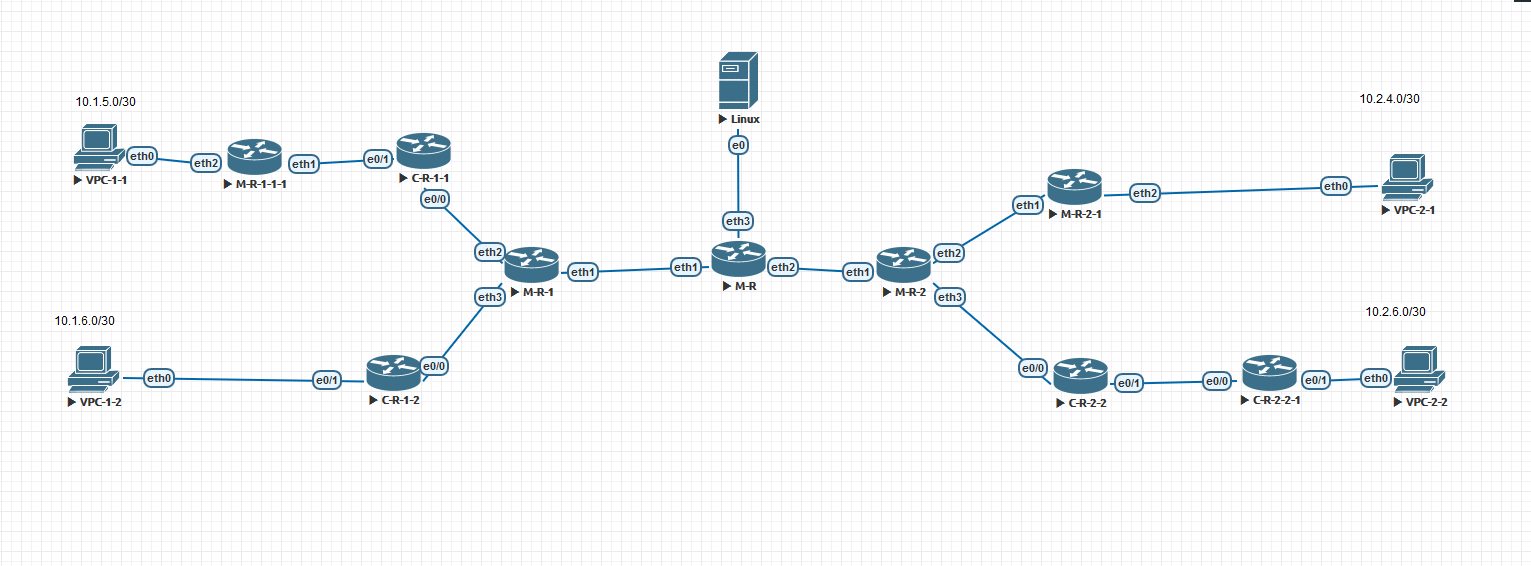 Linux
e0
eth3
10.1.5.0/30
eth0
VPC-1-1
eth2
M-R-1-1-1
eth1
e0/1
C-R-1-1
e0/0
eth2
M-R-1
eth1
eth3
eth1
M-R
eth2
eth1
M-R-2
eth2
eth3
10.2.4.0/30
eth1
M-R-2-1
eth2
eth0
VPC-2-1
10.1.6.0/30
eth0
VPC-1-2
e0/1
C-R-1-2
e0/0
10.2.6.0/30
e0/0
C-R-2-2
e0/1
e0/0
C-R-2-2-1
e0/1
eth0
VPC-2-2